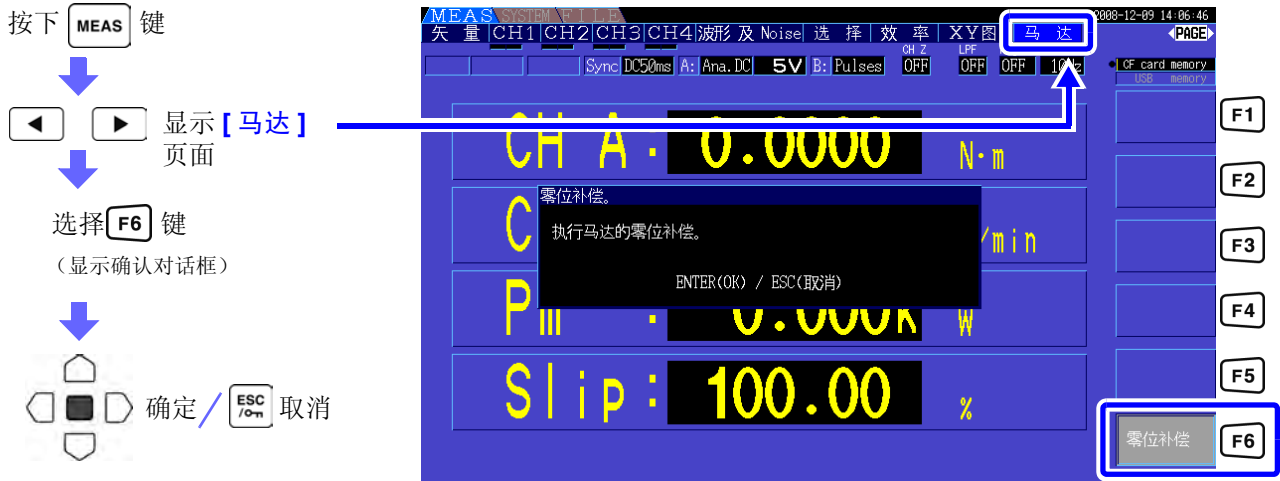 按下 MEAS 键
显示 [ 马达 ]
页面
选择 F6 键
（显示确认对话框）
确定 / ESC 取消
MEAS SYSTEM FILE
2008-12-09 14:06:46
矢 量 CH1 CH2 CH3 CH4 波形 及 Noise 选 择 效 率 XY图 马 达 PAGE
CH Z LPF
Sync DC50ms A: Ana.DC 5V B: Pulses OFF OFF OFF
CF card memory
USB memory
CH A: 0.0000 N·m
/min
零位补偿。
执行马达的零位补偿。
ENTER(OK) / ESC(取消)
Pm : 0.000k W
Slip: 100.00 %
F1
F2
F3
F4
F5
零位补偿 F6